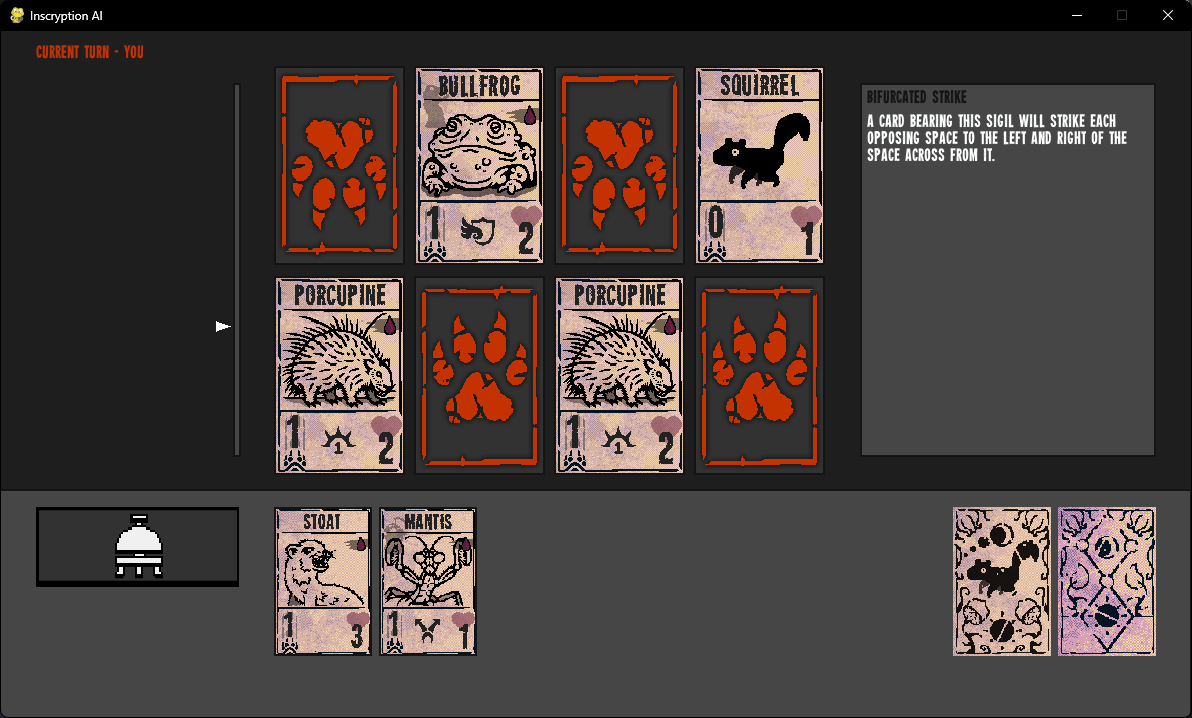 Inscryption AI
CURRENT TURN - YOU
BULLFROG
1
2
SQUIRREL
0
1
BIFURCATED STRIKE
A CARD BEARING THIS SIGIL WILL STRIKE EACH
OPPOSING SPACE TO THE LEFT AND RIGHT OF THE
SPACE ACROSS FROM IT.
PORCUPINE
1
1
2
PORCUPINE
1
1
2
STOAT
1
3
MANTIS
1
1